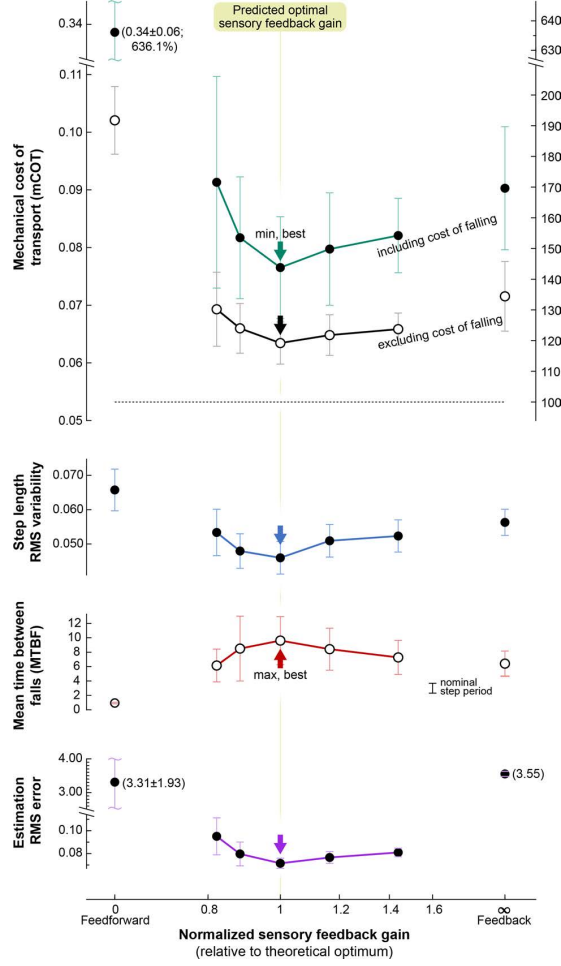 Predicted optimal
sensory feedback gain
0.34
(0.34±0.06;
636.1%)
640
630
0.11
0.10
0.09
0.08
0.07
0.06
0.05
Mechanical cost of
transport (mCOT)
200
190
180
170
160
150
140
130
120
110
100
min, best
including cost of falling
excluding cost of falling
Step length
RMS variability
0.070
0.060
0.050
Mean time between
falls (MTBF)
12
10
8
6
4
2
0
max, best
nominal
step period
Estimation
RMS error
4.00
3.00
0.10
0.08
(3.31±1.93)
(3.55)
0
0.8
1
1.2
1.4
1.6
∞
Feedforward
Feedback
Normalized sensory feedback gain
(relative to theoretical optimum)